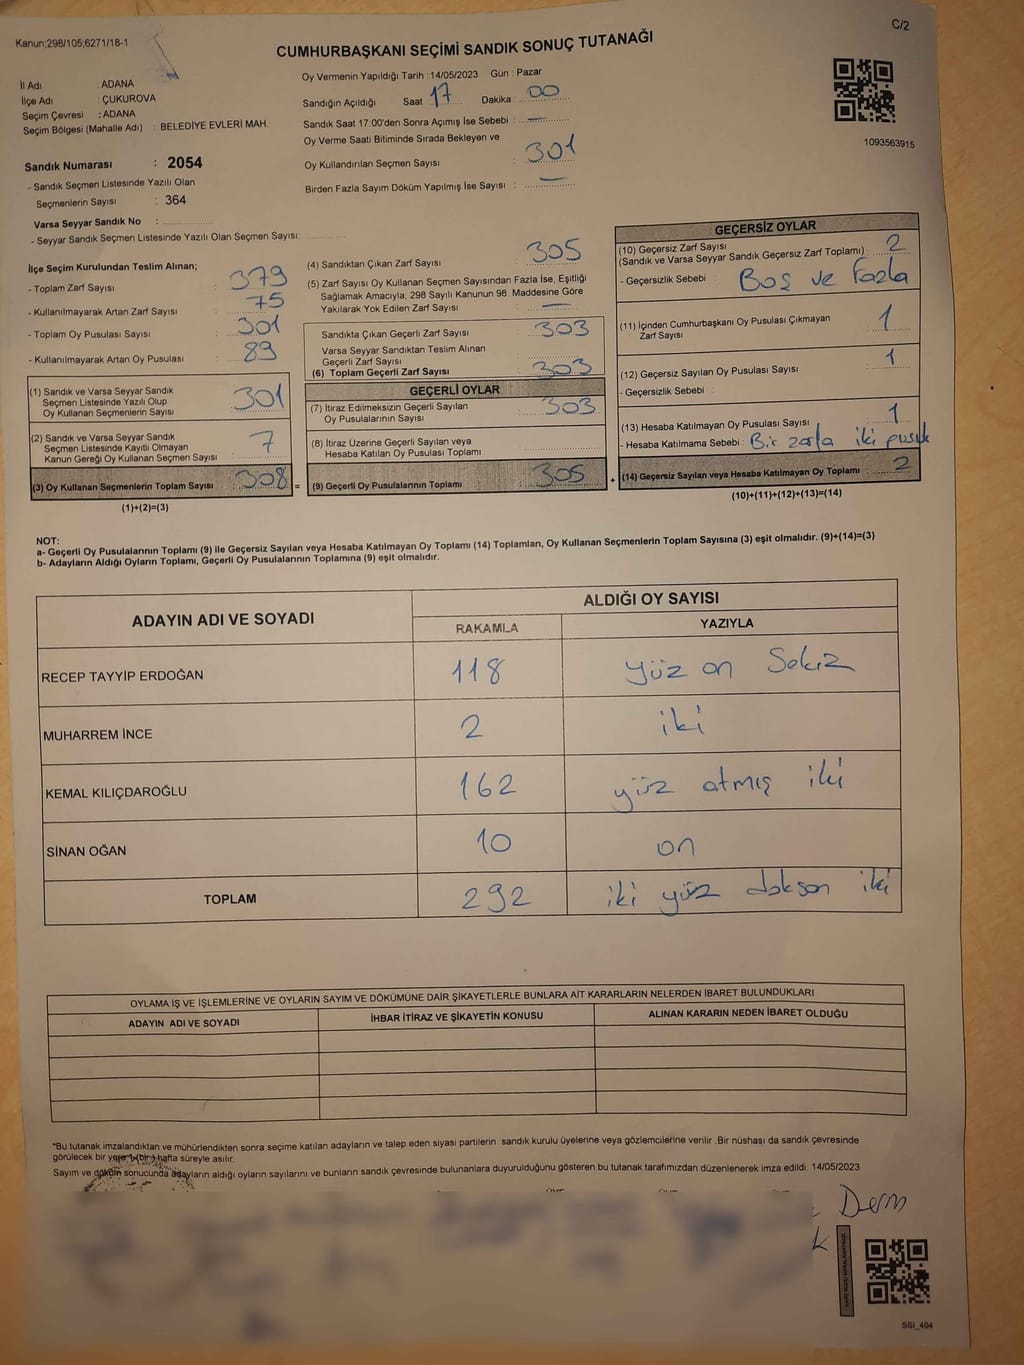 Kanun;298/105;6271/18-1
C/2
CUMHURBAŞKANI SEÇİMİ SANDIK SONUÇ TUTANAĞI
İl Adı : ADANA
İlçe Adı : ÇUKUROVA
Seçim Çevresi : ADANA
Seçim Bölgesi (Mahalle Adı) : BELEDİYE EVLERİ MAH.
Sandık Numarası : 2054
- Sandık Seçmen Listesinde Yazılı Olan
Seçmenlerin Sayısı : 364
Varsa Seyyar Sandık No :
- Seyyar Sandık Seçmen Listesinde Yazılı Olan Seçmen Sayısı:
Oy Vermenin Yapıldığı Tarih : 14/05/2023 Gün : Pazar
Sandığın Açıldığı Saat 17 Dakika : 00
Sandık Saat 17:00'den Sonra Açımış İse Sebebi : —
Oy Verme Saati Bitiminde Sırada Bekleyen ve
Oy Kullandırılan Seçmen Sayısı : 301
Birden Fazla Sayım Döküm Yapılmış İse Sayısı : —
1093563915
İlçe Seçim Kurulundan Teslim Alınan;
- Toplam Zarf Sayısı : 379
- Kullanılmayarak Artan Zarf Sayısı : 75
- Toplam Oy Pusulası Sayısı : 301
- Kullanılmayarak Artan Oy Pusulası : 83
(1) Sandık ve Varsa Seyyar Sandık
Seçmen Listesinde Yazılı Olup
Oy Kullanan Seçmenlerin Sayısı : 301
(2) Sandık ve Varsa Seyyar Sandık
Seçmen Listesinde Kayıtlı Olmayan
Kanun Gereği Oy Kullanan Seçmen Sayısı : 7
(3) Oy Kullanan Seçmenlerin Toplam Sayısı : 308 =
(1)+(2)=(3)
(4) Sandıktan Çıkan Zarf Sayısı : 305
(5) Zarf Sayısı Oy Kullanan Seçmen Sayısından Fazla İse, Eşitliği
Sağlamak Amacıyla, 298 Sayılı Kanunun 98. Maddesine Göre
Yakılarak Yok Edilen Zarf Sayısı : —
Sandıkta Çıkan Geçerli Zarf Sayısı : 303
Varsa Seyyar Sandıktan Teslim Alınan
Geçerli Zarf Sayısı
(6) Toplam Geçerli Zarf Sayısı : 303
GEÇERLİ OYLAR
(7) İtiraz Edilmeksizin Geçerli Sayılan
Oy Pusulalarının Sayısı : 303
(8) İtiraz Üzerine Geçerli Sayılan veya
Hesaba Katılan Oy Pusulası Toplamı :
(9) Geçerli Oy Pusulalarının Toplamı : 305 +
GEÇERSİZ OYLAR
(10) Geçersiz Zarf Sayısı
(Sandık ve Varsa Seyyar Sandık Geçersiz Zarf Toplamı) : 2
- Geçersizlik Sebebi : Boş ve Fazla
(11) İçinden Cumhurbaşkanı Oy Pusulası Çıkmayan
Zarf Sayısı : 1
(12) Geçersiz Sayılan Oy Pusulası Sayısı : 1
- Geçersizlik Sebebi :
(13) Hesaba Katılmayan Oy Pusulası Sayısı : 1
- Hesaba Katılmama Sebebi : Bir zarfa iki pusula
(14) Geçersiz Sayılan veya Hesaba Katılmayan Oy Toplamı : 2
(10)+(11)+(12)+(13)=(14)
NOT:
a- Geçerli Oy Pusulalarının Toplamı (9) ile Geçersiz Sayılan veya Hesaba Katılmayan Oy Toplamı (14) Toplamları, Oy Kullanan Seçmenlerin Toplam Sayısına (3) eşit olmalıdır. (9)+(14)=(3)
b- Adayların Aldığı Oyların Toplamı, Geçerli Oy Pusulalarının Toplamına (9) eşit olmalıdır.
ADAYIN ADI VE SOYADI
ALDIĞI OY SAYISI
RAKAMLA YAZIYLA
RECEP TAYYİP ERDOĞAN 118 yüz on Sekiz
MUHARREM İNCE 2 iki
KEMAL KILIÇDAROĞLU 162 yüz atmış iki
SİNAN OĞAN 10 on
TOPLAM 292 iki yüz doksan iki
OYLAMA İŞ VE İŞLEMLERİNE VE OYLARIN SAYIM VE DÖKÜMÜNE DAİR ŞİKAYETLERLE BUNLARA AİT KARARLARIN NELERDEN İBARET BULUNDUKLARI
ADAYIN ADI VE SOYADI İHBAR İTİRAZ VE ŞİKAYETİN KONUSU ALINAN KARARIN NEDEN İBARET OLDUĞU
*Bu tutanak imzalandıktan ve mühürlendikten sonra seçime katılan adayların ve talep eden siyasi partilerin sandık kurulu üyelerine veya gözlemcilerine verilir .Bir nüshası da sandık çevresinde
görülecek bir yere 1 (bir) hafta süreyle asılır.
Sayım ve döküm sonucunda adayların aldığı oyların sayılarını ve bunların sandık çevresinde bulunanlara duyurulduğunu gösteren bu tutanak tarafımızdan düzenlenerek imza edildi. 14/05/2023
SSI_404